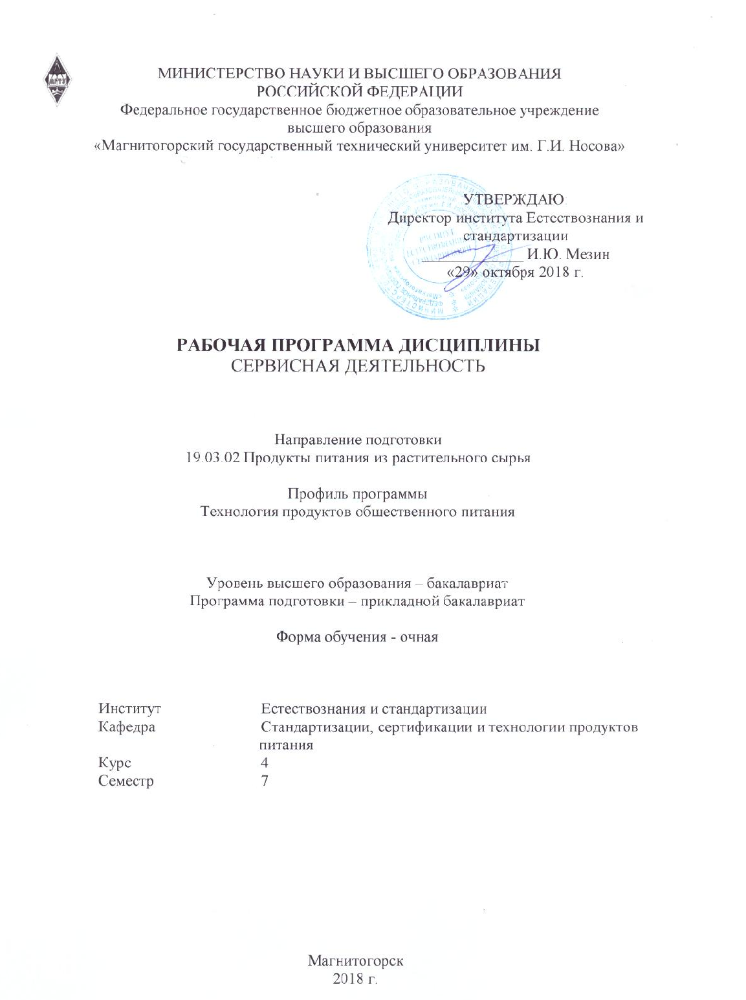 МИНИСТЕРСТВО НАУКИ И ВЫСШЕГО ОБРАЗОВАНИЯ
РОССИЙСКОЙ ФЕДЕРАЦИИ
Федеральное государственное бюджетное образовательное учреждение
высшего образования
«Магнитогорский государственный технический университет им. Г.И. Носова»
УТВЕРЖДАЮ
Директор института Естествознания и
стандартизации
_____________ И.Ю. Мезин
«29» октября 2018 г.
РАБОЧАЯ ПРОГРАММА ДИСЦИПЛИНЫ
СЕРВИСНАЯ ДЕЯТЕЛЬНОСТЬ
Направление подготовки
19.03.02 Продукты питания из растительного сырья
Профиль программы
Технология продуктов общественного питания
Уровень высшего образования – бакалавриат
Программа подготовки – прикладной бакалавриат
Форма обучения - очная
Институт Естествознания и стандартизации
Кафедра Стандартизации, сертификации и технологии продуктов
питания
Курс 4
Семестр 7
Магнитогорск
2018 г.